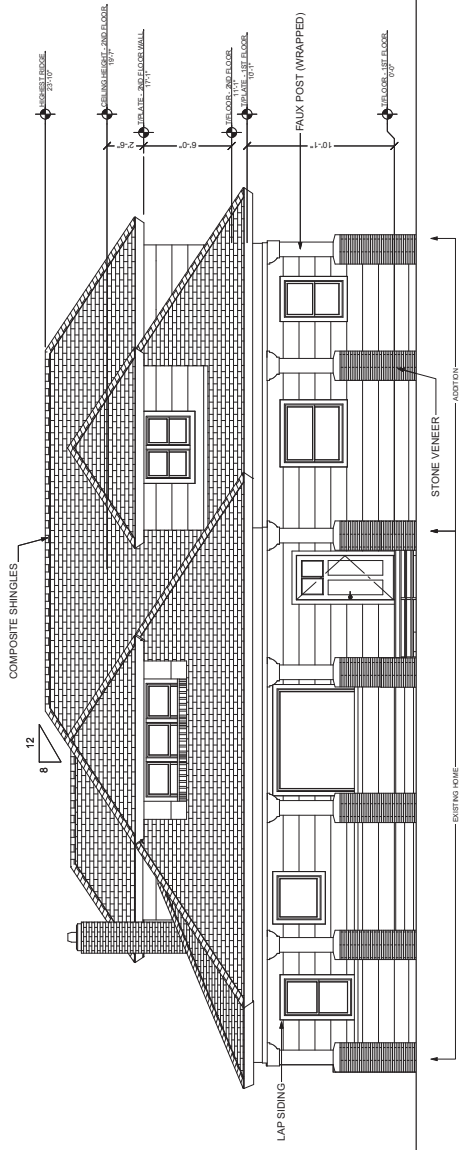 COMPOSITE SHINGLES
12
8
HIGHEST RIDGE
23'-10"
CEILING HEIGHT - 2ND FLOOR
19'-7"
2'-6"
T/PLATE - 2ND FLOOR WALL
17'-1"
6'-0"
T/FLOOR - 2ND FLOOR
11'-1"
T/PLATE - 1ST FLOOR
10'-1"
10'-1"
FAUX POST (WRAPPED)
T/FLOOR - 1ST FLOOR
0'-0"
LAP SIDING
STONE VENEER
EXISTING HOME
ADDITION